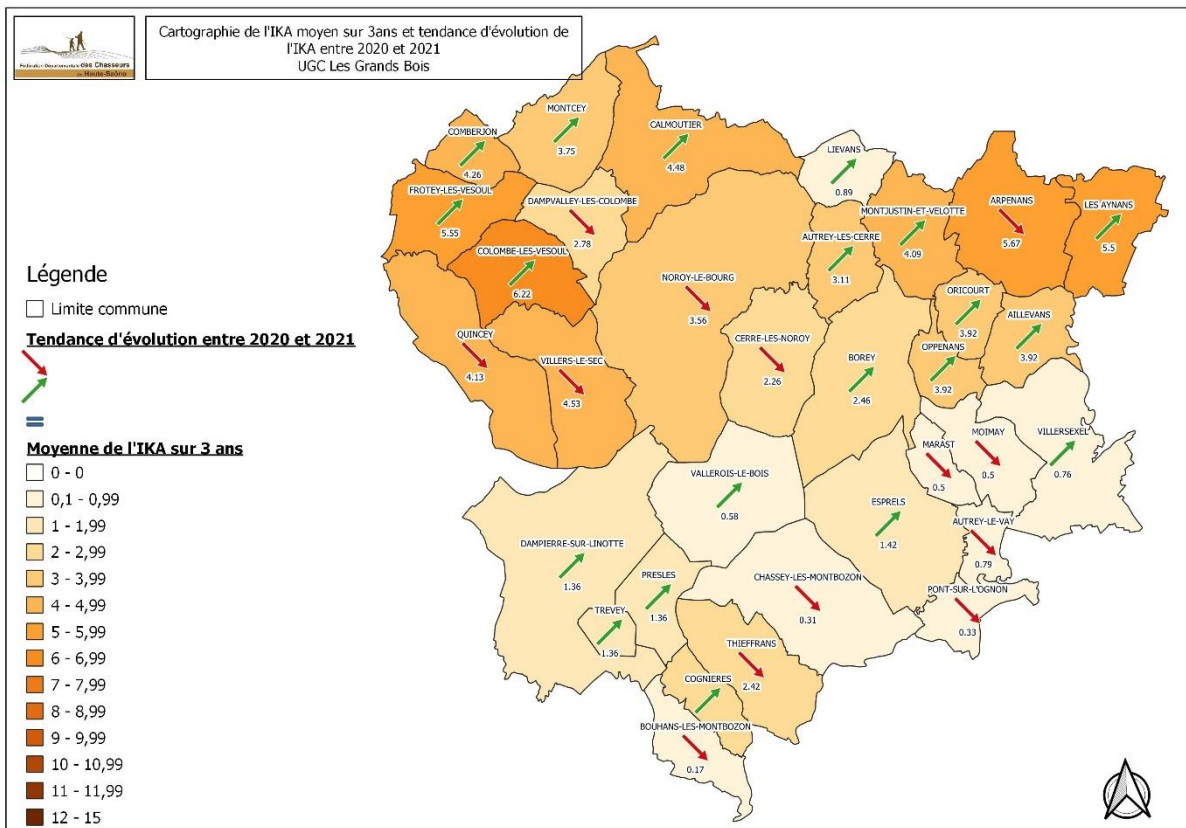 Cartographie de l'IKA moyen sur 3ans et tendance d'évolution de
l'IKA entre 2020 et 2021
UGC Les Grands Bois
Fédération Départementale des Chasseurs
de Haute-Saône
MONTCEY
3.75
COMBERJON
4.26
CALMOUTIER
4.48
LIEVANS
0.89
FROTEY-LES-VESOUL
5.55
DAMPVALLEY-LES-COLOMBE
2.78
MONTJUSTIN-ET-VELOTTE
4.09
ARPENANS
5.67
LES AYNANS
5.5
COLOMBE-LES-VESOUL
6.22
AUTREY-LES-CERRE
3.11
NOROY-LE-BOURG
3.56
ORICOURT
3.92
AILLEVANS
3.92
QUINCEY
4.13
VILLERS-LE-SEC
4.53
CERRE-LES-NOROY
2.26
BOREY
2.46
OPPENANS
3.92
MARAST
0.5
MOIMAY
0.5
VILLERSEXEL
0.76
VALLEROIS-LE-BOIS
0.58
ESPRELS
1.42
AUTREY-LE-VAY
0.79
DAMPIERRE-SUR-LINOTTE
1.36
PRESLES
1.36
CHASSEY-LES-MONTBOZON
0.31
PONT-SUR-L'OGNON
0.33
TREVEY
1.36
THIEFFRANS
2.42
COGNIERES
BOUHANS-LES-MONTBOZON
0.17
Légende
Limite commune
Tendance d'évolution entre 2020 et 2021
Moyenne de l'IKA sur 3 ans
0 - 0
0,1 - 0,99
1 - 1,99
2 - 2,99
3 - 3,99
4 - 4,99
5 - 5,99
6 - 6,99
7 - 7,99
8 - 8,99
9 - 9,99
10 - 10,99
11 - 11,99
12 - 15